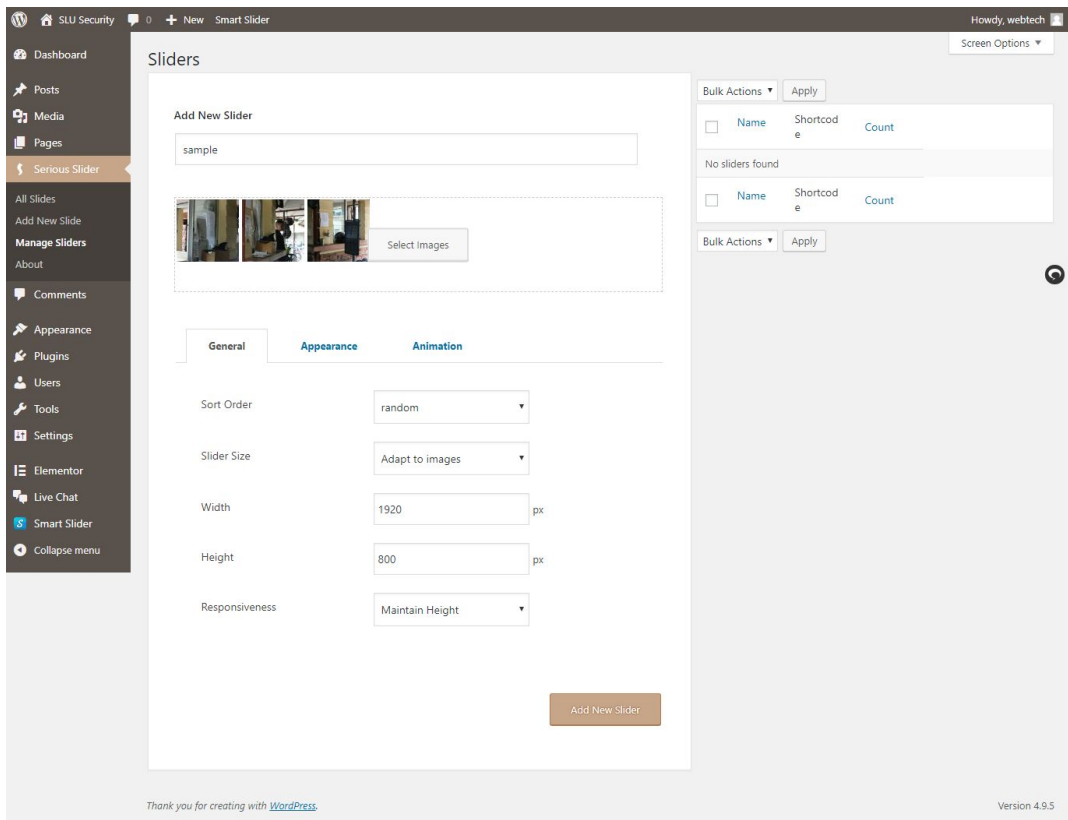 SLU Security 0 New Smart Slider Howdy, webtech
Screen Options ▼
Dashboard
Posts
Media
Pages
Serious Slider
All Slides
Add New Slide
Manage Sliders
About
Comments
Appearance
Plugins
Users
Tools
Settings
Elementor
Live Chat
Smart Slider
Collapse menu
Sliders
Add New Slider
sample
Select Images
General Appearance Animation
Sort Order random
Slider Size Adapt to images
Width 1920 px
Height 800 px
Responsiveness Maintain Height
Add New Slider
Bulk Actions Apply
Name Shortcod
e Count
No sliders found
Name Shortcod
e Count
Bulk Actions Apply
Thank you for creating with WordPress.
Version 4.9.5